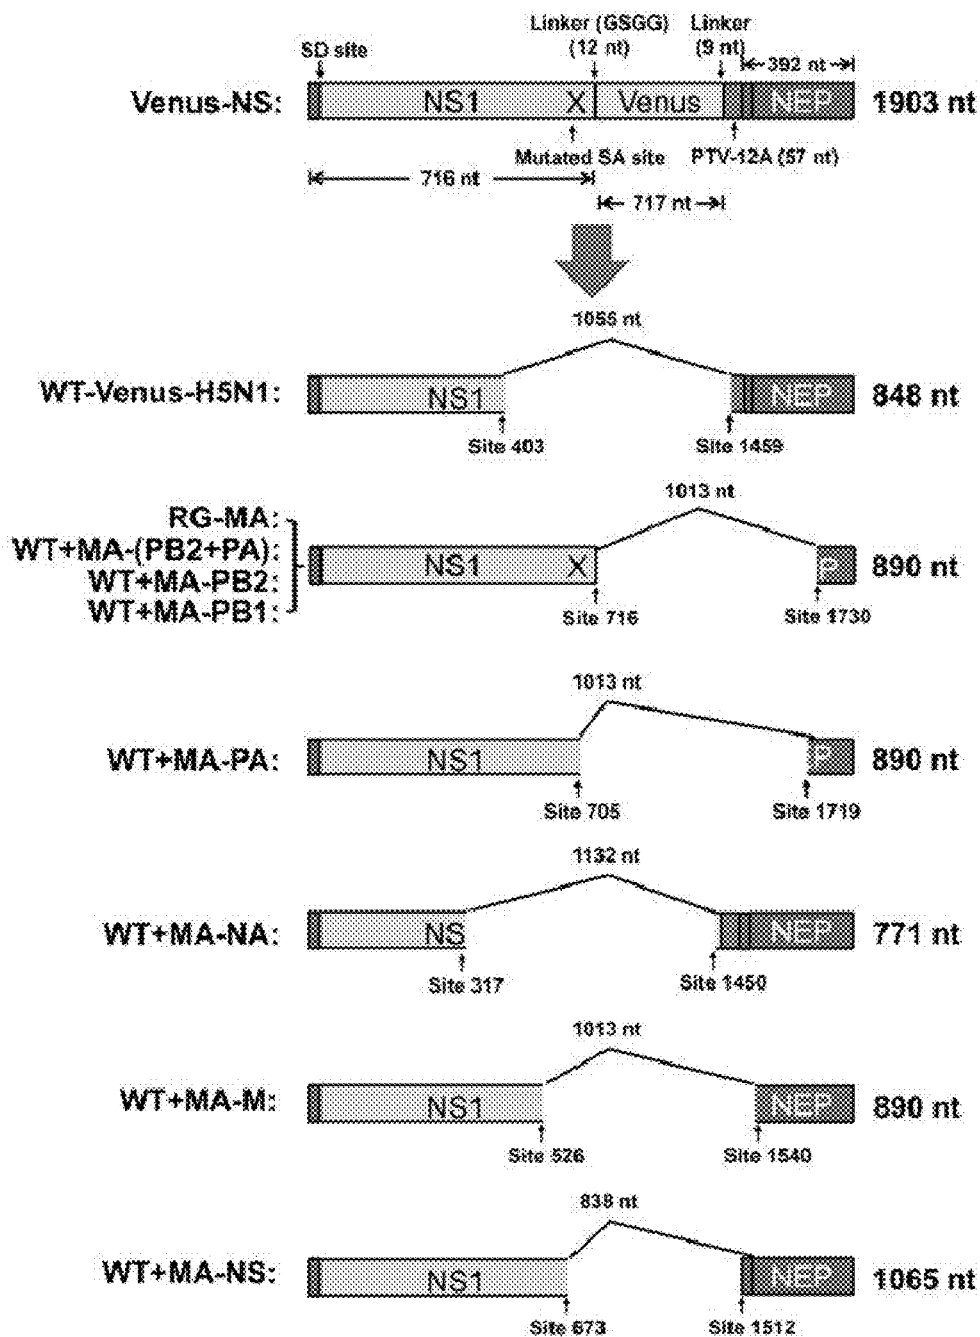 Linker (GSGG) Linker
SD site (12 nt) (9 nt) 392 nt
Venus-NS: NS1 X Venus NEP 1903 nt
Mutated SA site PTV-12A (57 nt)
716 nt
717 nt
1055 nt
WT-Venus-H5N1: NS1 NEP 848 nt
Site 403 Site 1459
1013 nt
RG-MA:
WT+MA-(PB2+PA): NS1 X P 890 nt
WT+MA-PB2:
WT+MA-PB1: Site 716 Site 1730
1013 nt
WT+MA-PA: NS1 P 890 nt
Site 705 Site 1719
1132 nt
WT+MA-NA: NS NEP 771 nt
Site 317 Site 1450
1013 nt
WT+MA-M: NS1 NEP 890 nt
Site 526 Site 1540
838 nt
WT+MA-NS: NS1 NEP 1065 nt
Site 673 Site 1512